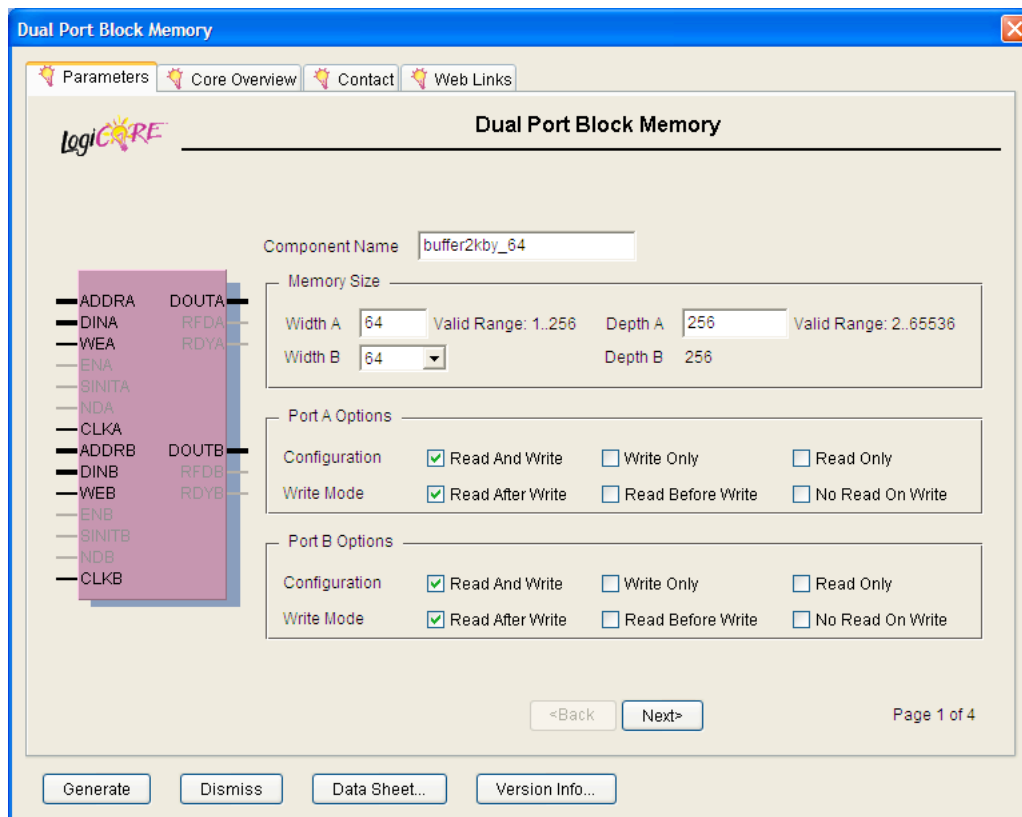 Dual Port Block Memory
Parameters Core Overview Contact Web Links
LogiCORE
Dual Port Block Memory
Component Name buffer2kby_64
Memory Size
Width A 64 Valid Range: 1..256 Depth A 256 Valid Range: 2..65536
Width B 64 Depth B 256
ADDRA DOUTA
DINA RFDA
WEA RDYA
ENA
SINITA
NDA
CLKA
ADDRB DOUTB
DINB RFDB
WEB RDYB
ENB
SINITB
NDB
CLKB
Port A Options
Configuration Read And Write Write Only Read Only
Write Mode Read After Write Read Before Write No Read On Write
Port B Options
Configuration Read And Write Write Only Read Only
Write Mode Read After Write Read Before Write No Read On Write
<Back Next> Page 1 of 4
Generate Dismiss Data Sheet... Version Info...